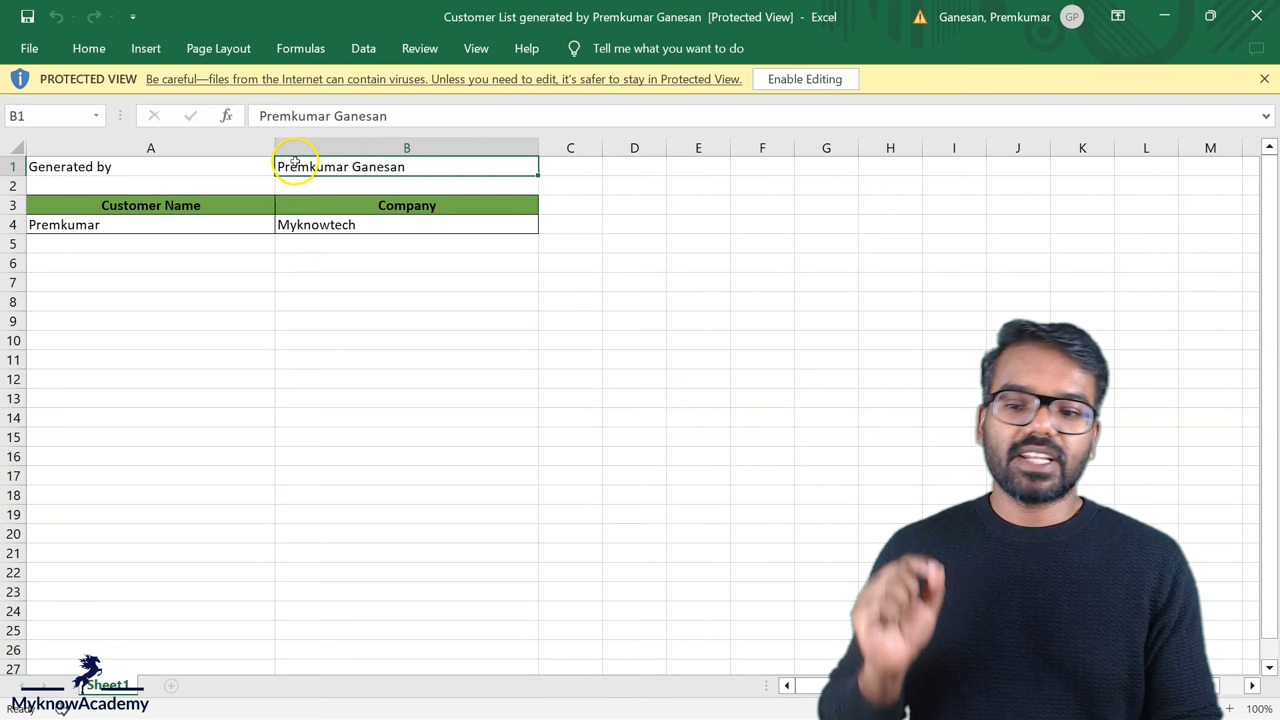 Customer List generated by Premkumar Ganesan [Protected View] - Excel
Ganesan, Premkumar
GP
File Home Insert Page Layout Formulas Data Review View Help Tell me what you want to do
PROTECTED VIEW Be careful—files from the Internet can contain viruses. Unless you need to edit, it's safer to stay in Protected View. Enable Editing
B1 fx Premkumar Ganesan
A B C D E F G H I J K L M
1 Generated by Premkumar Ganesan
2
3 Customer Name Company
4 Premkumar Myknowtech
5
6
7
8
9
10
11
12
13
14
15
16
17
18
19
20
21
22
23
24
25
26
27
Sheet1
MyknowAcademy
100%